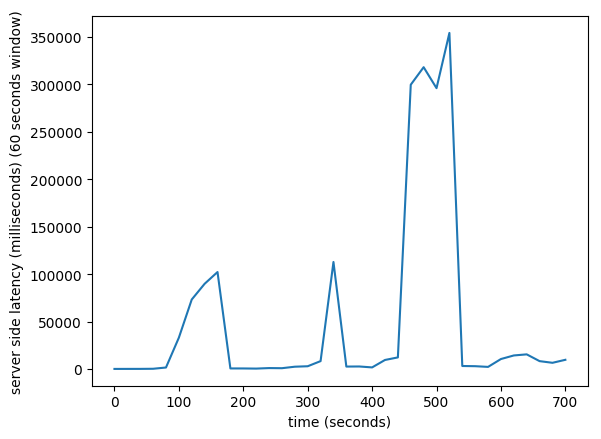 server side latency (milliseconds) (60 seconds window)
350000
300000
250000
200000
150000
100000
50000
0
0 100 200 300 400 500 600 700
time (seconds)